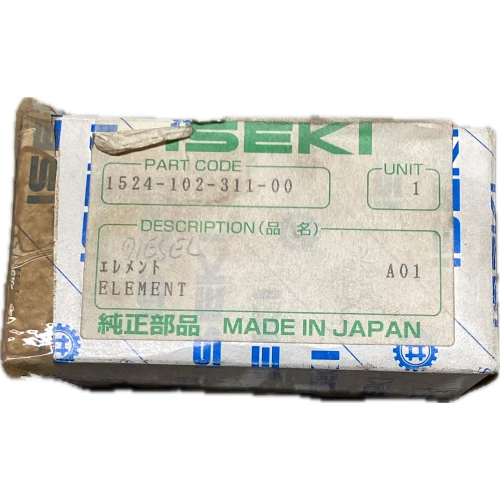 ISEKI
PART CODE
UNIT
1524-102-311-00
1
DESCRIPTION(品 名)
DIESEL
エレメント
A01
ELEMENT
純正部品 MADE IN JAPAN